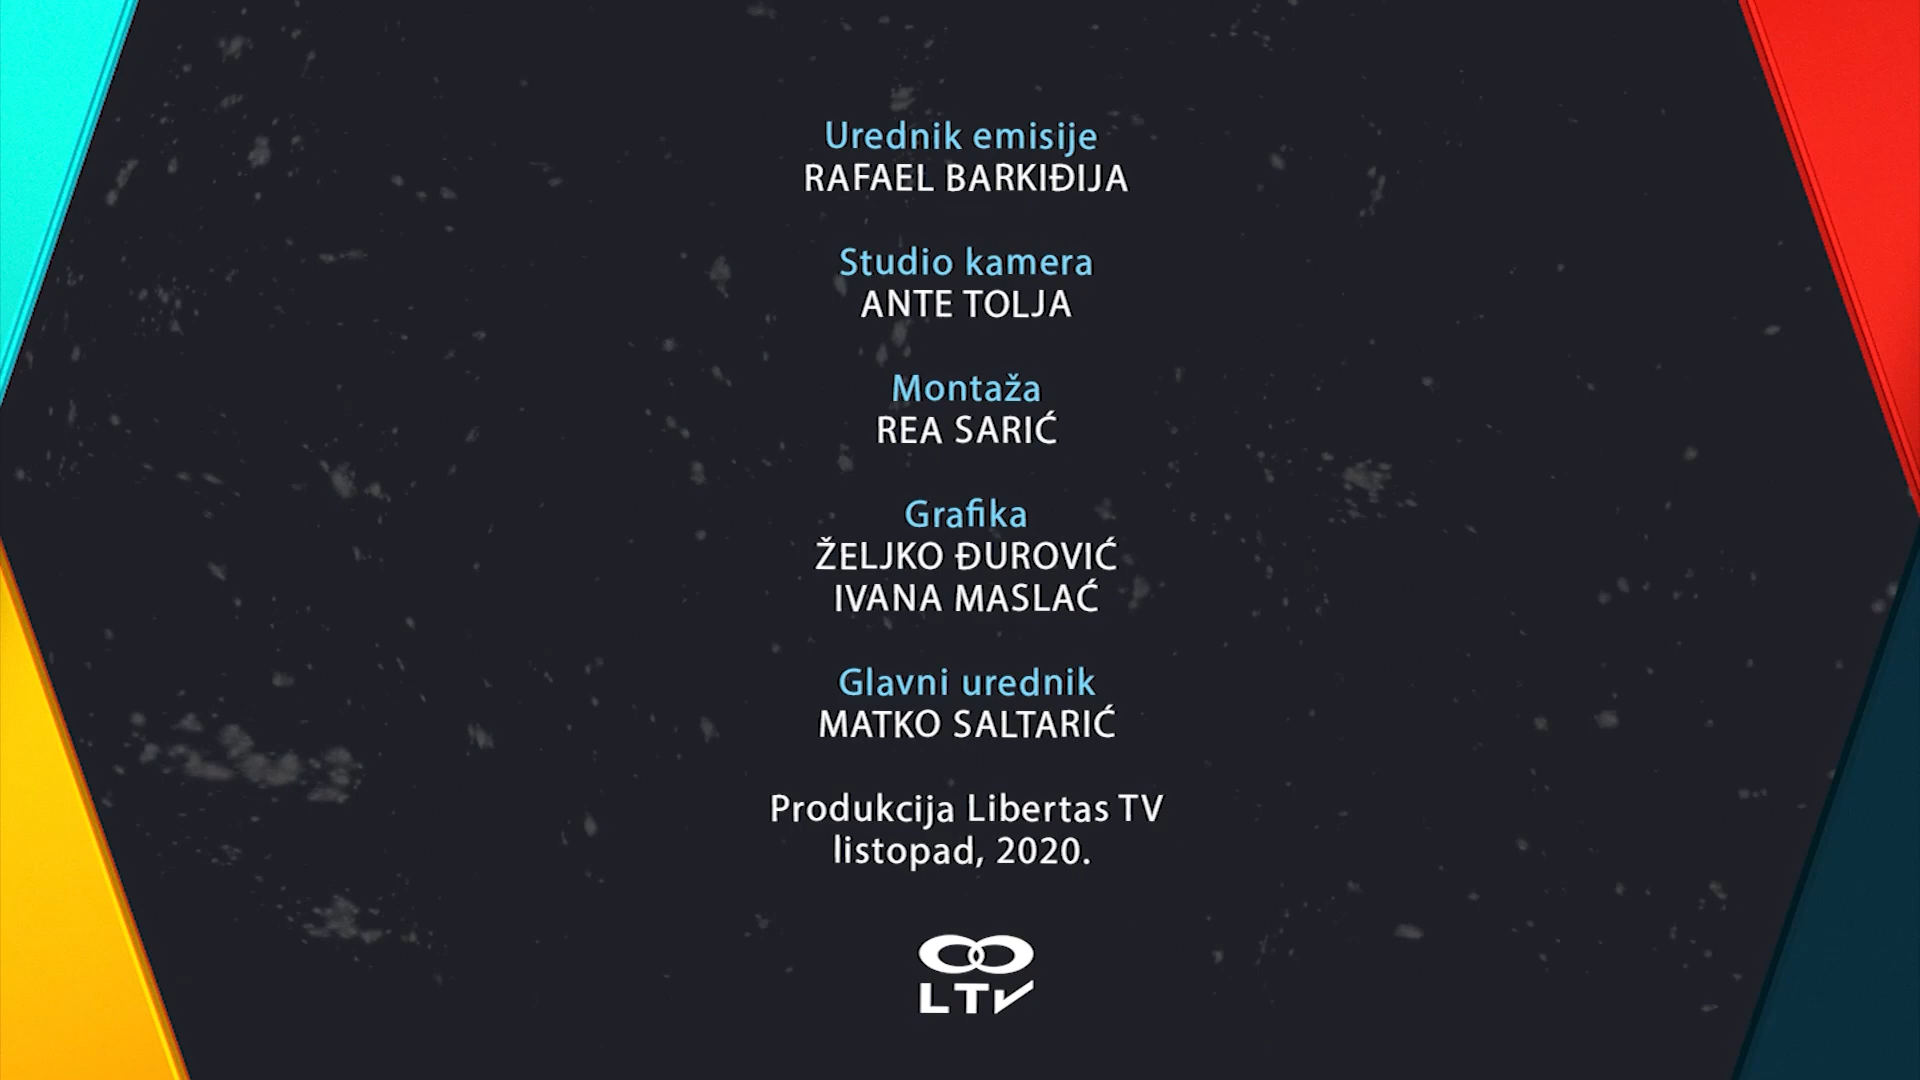 Urednik emisije
RAFAEL BARKIĐIJA
Studio kamera
ANTE TOLJA
Montaža
REA SARIĆ
Grafika
ŽELJKO ĐUROVIĆ
IVANA MASLAĆ
Glavni urednik
MATKO SALTARIĆ
Produkcija Libertas TV
listopad, 2020.
LTV